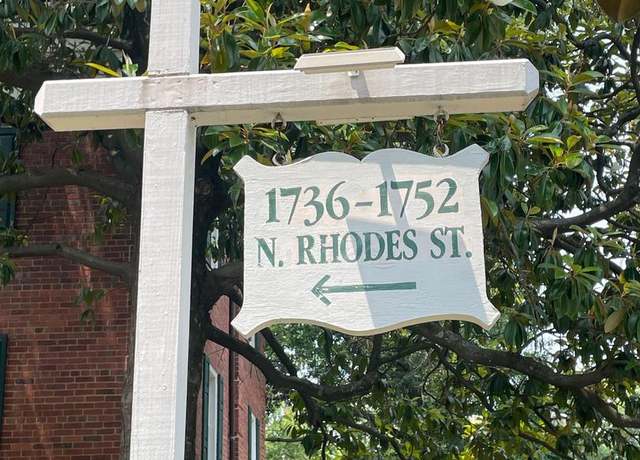 1736-1752
N. RHODES ST.
←